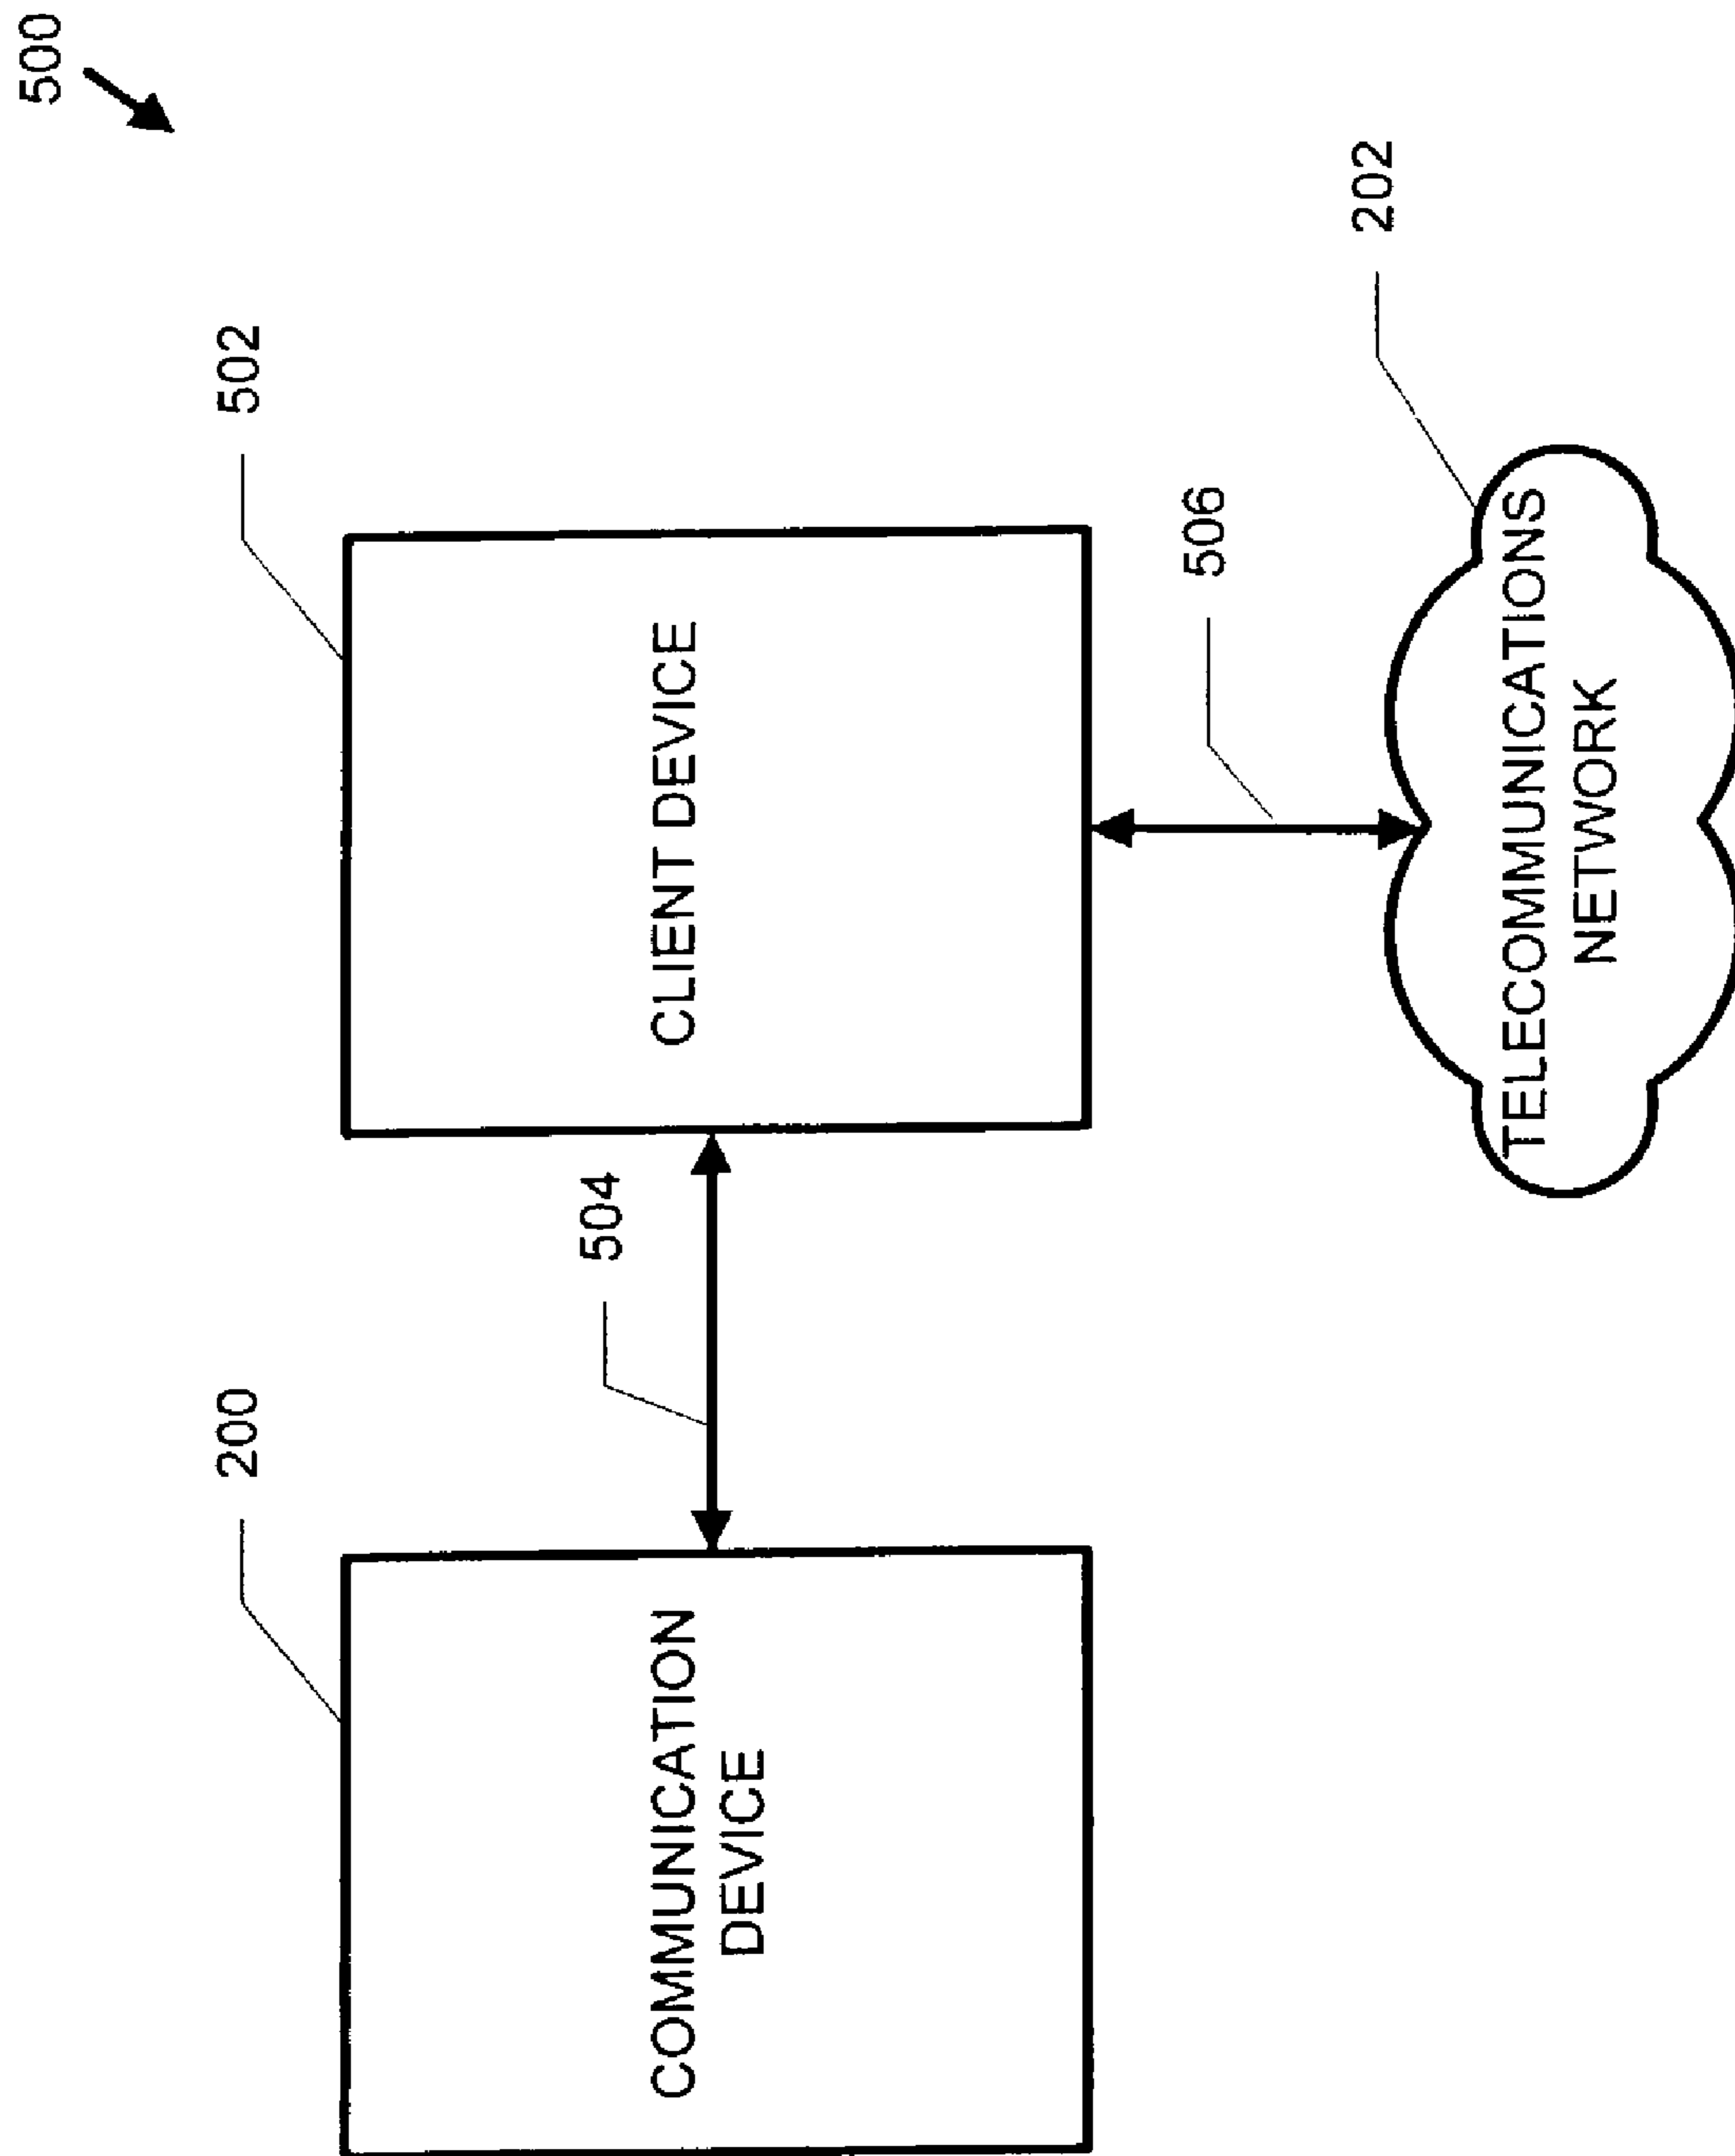 500
200
502
504
COMMUNICATION
DEVICE
CLIENT DEVICE
506
202
TELECOMMUNICATIONS
NETWORK